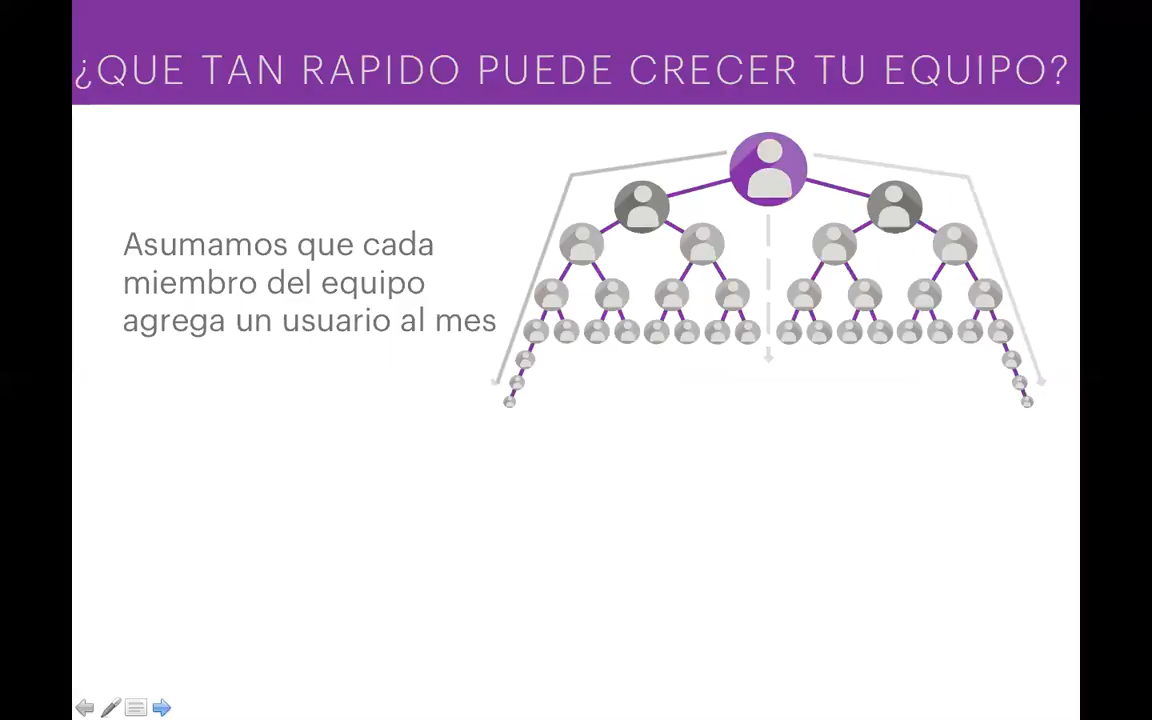 ¿QUE TAN RAPIDO PUEDE CRECER TU EQUIPO?
Asumamos que cada
miembro del equipo
agrega un usuario al mes